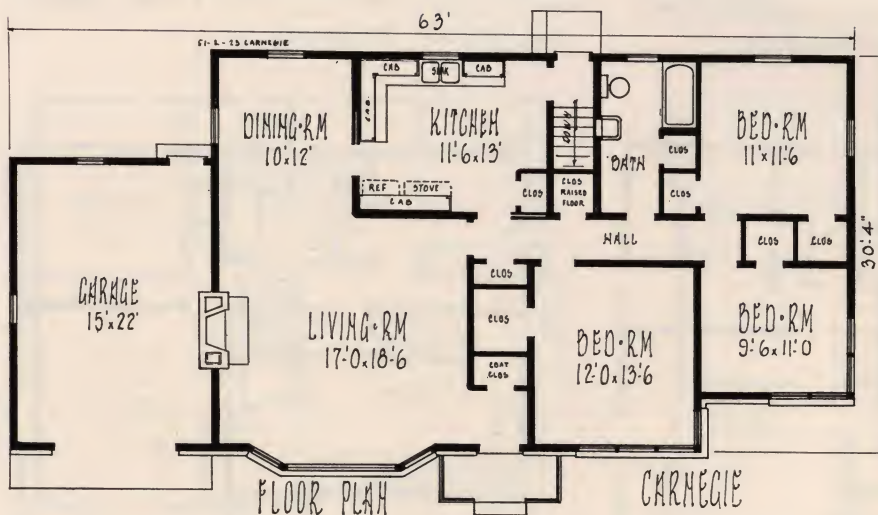 63'
51-L-23 CARNEGIE
CAB
SINK
CAB
CAB
DINING·RM
10'x12'
KITCHEN
11'-6x13'
DOWN
BATH
CLOS
BED·RM
11'x11'-6
REF
STOVE
CAB
CLOS
CLOS
RAISED
FLOOR
CLOS
HALL
CLOS
CLOS
30'-4"
GARAGE
15'x22'
CLOS
CLOS
LIVING·RM
17'-0x18'-6
BED·RM
12'-0x13'-6
BED·RM
9'-6x11'-0
COAT
CLOS
FLOOR PLAN
CARNEGIE